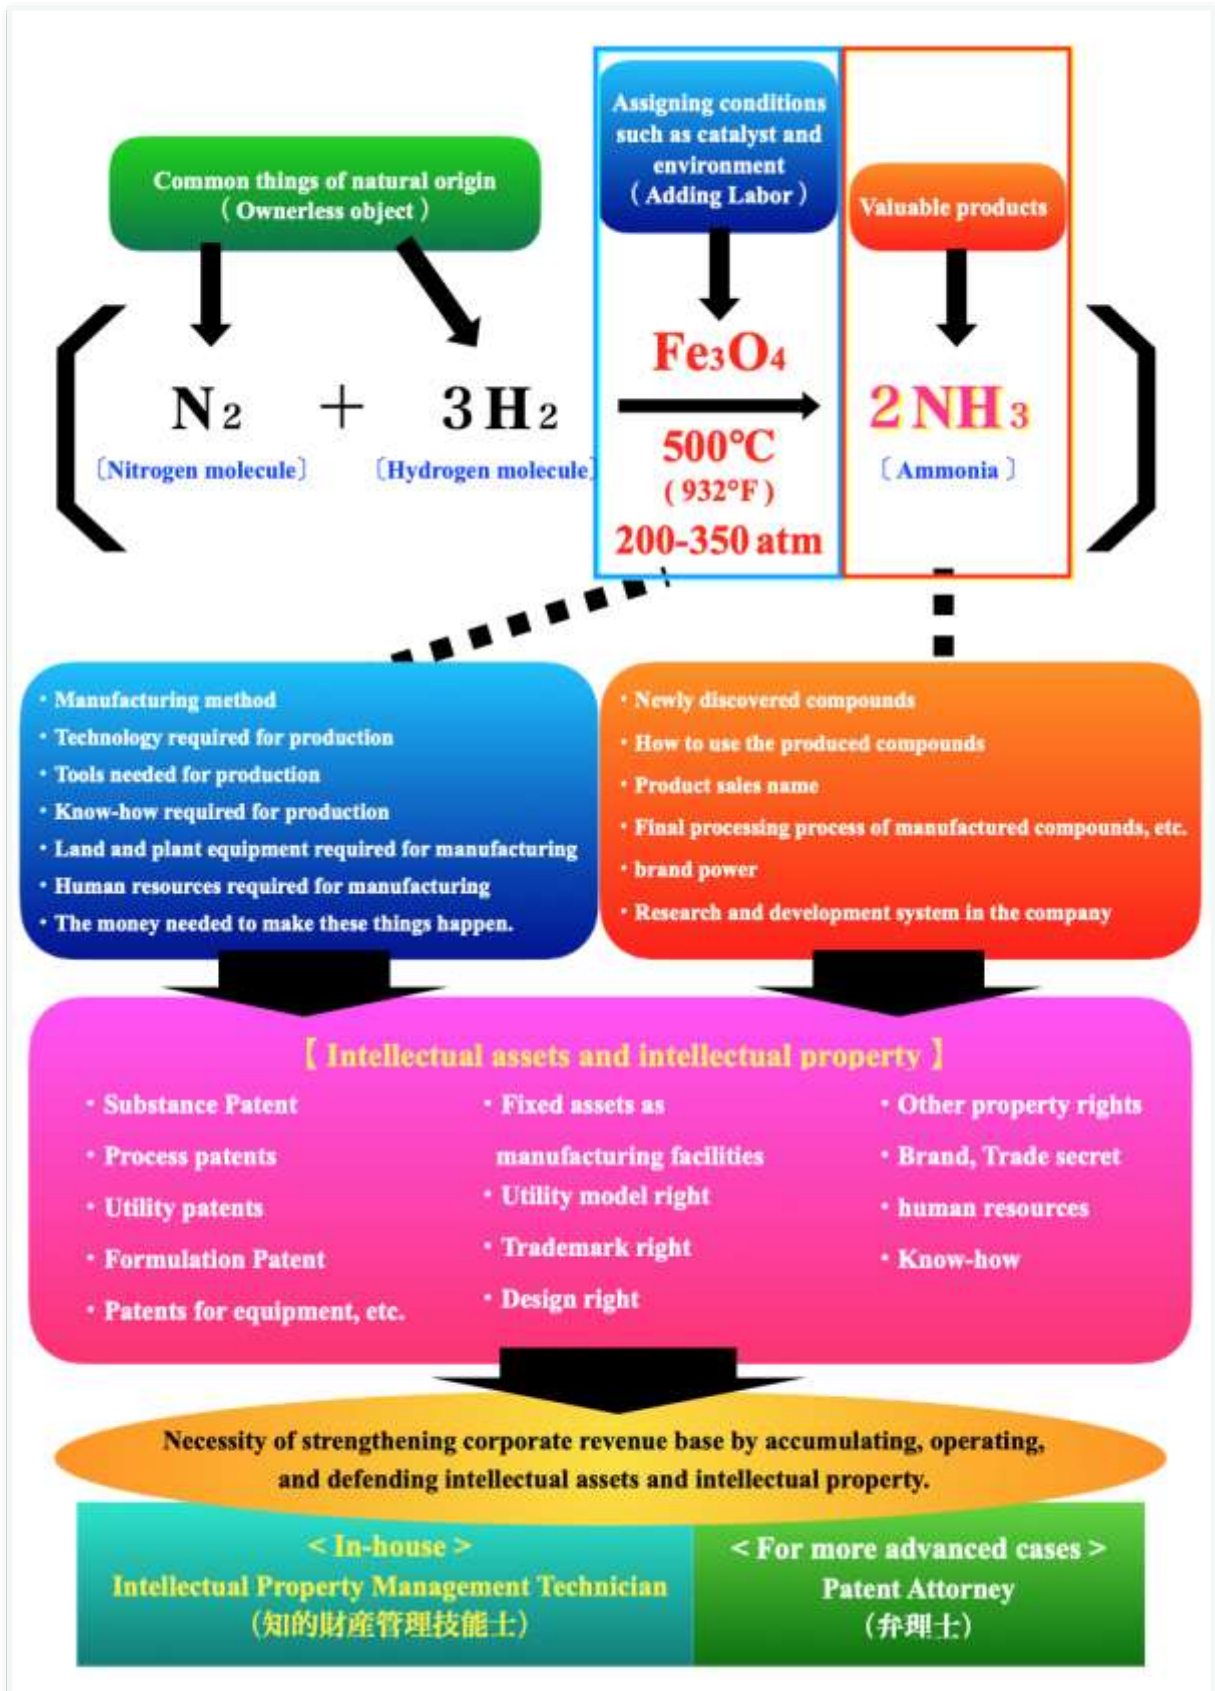 Assigning conditions
such as catalyst and
environment
( Adding Labor )
Common things of natural origin
( Ownerless object )
Valuable products
N2 + 3H2
Fe3O4
500℃
( 932°F )
200-350 atm
2NH3
〔Nitrogen molecule〕
〔Hydrogen molecule〕
〔 Ammonia 〕
・Manufacturing method
・Technology required for production
・Tools needed for production
・Know-how required for production
・Land and plant equipment required for manufacturing
・Human resources required for manufacturing
・The money needed to make these things happen.
・Newly discovered compounds
・How to use the produced compounds
・Product sales name
・Final processing process of manufactured compounds, etc.
・brand power
・Research and development system in the company
【 Intellectual assets and intellectual property 】
・Substance Patent
・Process patents
・Utility patents
・Formulation Patent
・Patents for equipment, etc.
・Fixed assets as
manufacturing facilities
・Utility model right
・Trademark right
・Design right
・Other property rights
・Brand, Trade secret
・human resources
・Know-how
Necessity of strengthening corporate revenue base by accumulating, operating,
and defending intellectual assets and intellectual property.
< In-house >
Intellectual Property Management Technician
（知的財産管理技能士）
< For more advanced cases >
Patent Attorney
（弁理士）